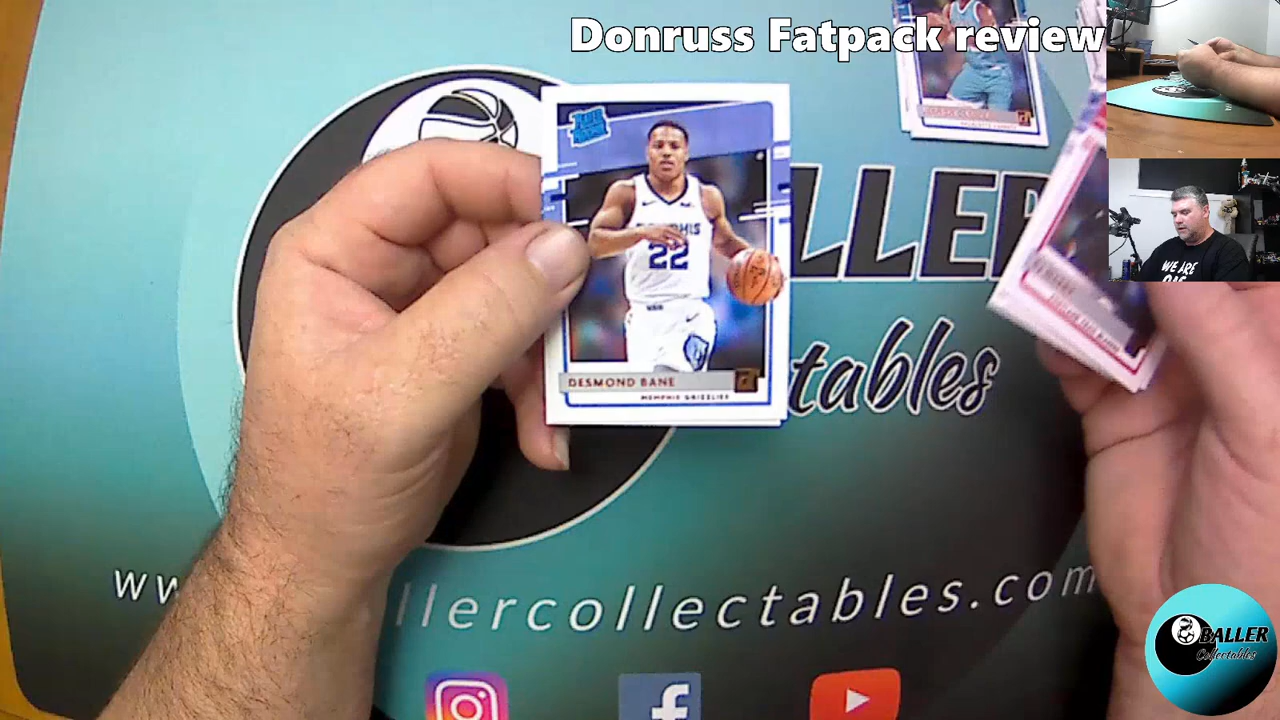 Donruss Fatpack review
RATED
ROOKIE
MEMPHIS
22
DESMOND BANE
MEMPHIS GRIZZLIES
LLER
tables
ww
llercollectables.com
WE ARE
BALLER
Collectables